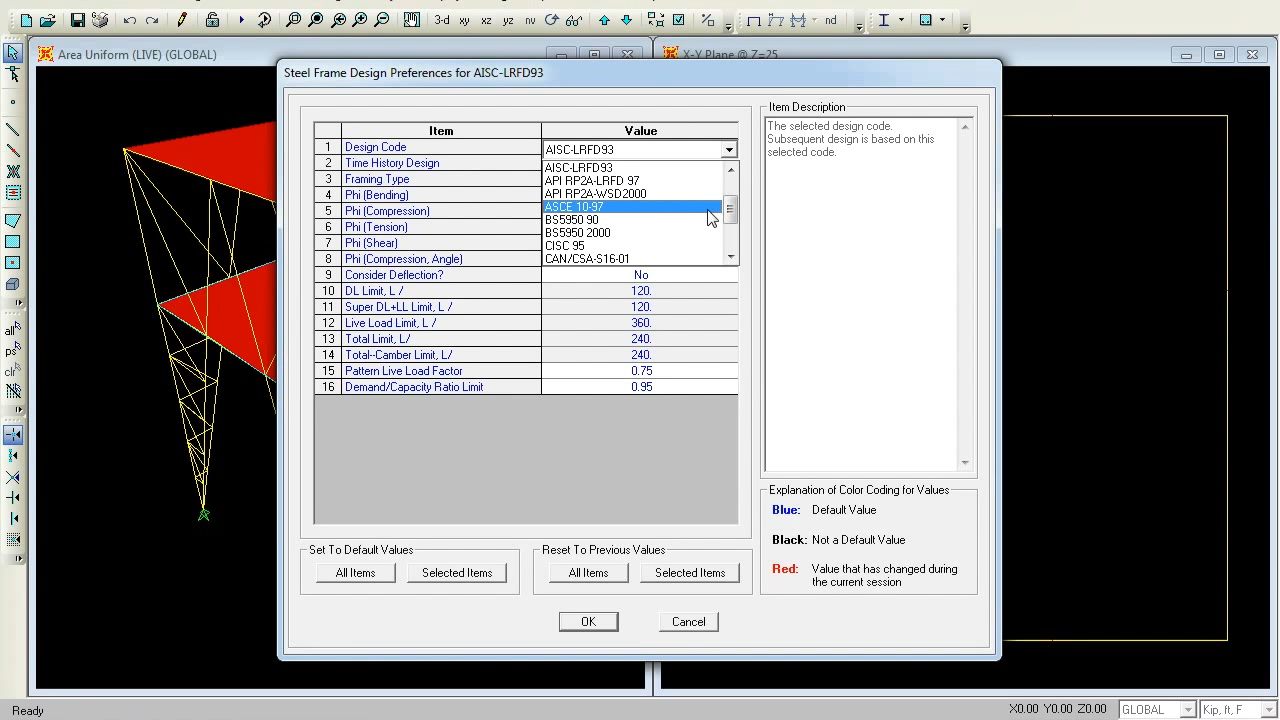 3-d xy xz yz nv nd
Area Uniform (LIVE) (GLOBAL)
X-Y Plane @ Z=25
Steel Frame Design Preferences for AISC-LRFD93
Item Value
1 Design Code AISC-LRFD93
2 Time History Design
3 Framing Type
4 Phi (Bending)
5 Phi (Compression)
6 Phi (Tension)
7 Phi (Shear)
8 Phi (Compression, Angle)
AISC-LRFD93
API RP2A-LRFD 97
API RP2A-WSD2000
ASCE 10-97
BS5950 90
BS5950 2000
CISC 95
CAN/CSA-S16-01
9 Consider Deflection? No
10 DL Limit, L / 120.
11 Super DL+LL Limit, L / 120.
12 Live Load Limit, L / 360.
13 Total Limit, L/ 240.
14 Total--Camber Limit, L/ 240.
15 Pattern Live Load Factor 0.75
16 Demand/Capacity Ratio Limit 0.95
Item Description
The selected design code.
Subsequent design is based on this
selected code.
Explanation of Color Coding for Values
Blue: Default Value
Black: Not a Default Value
Red: Value that has changed during
the current session
Set To Default Values
All Items Selected Items
Reset To Previous Values
All Items Selected Items
OK Cancel
all
ps
clr
Ready
X0.00 Y0.00 Z0.00 GLOBAL Kip, ft, F